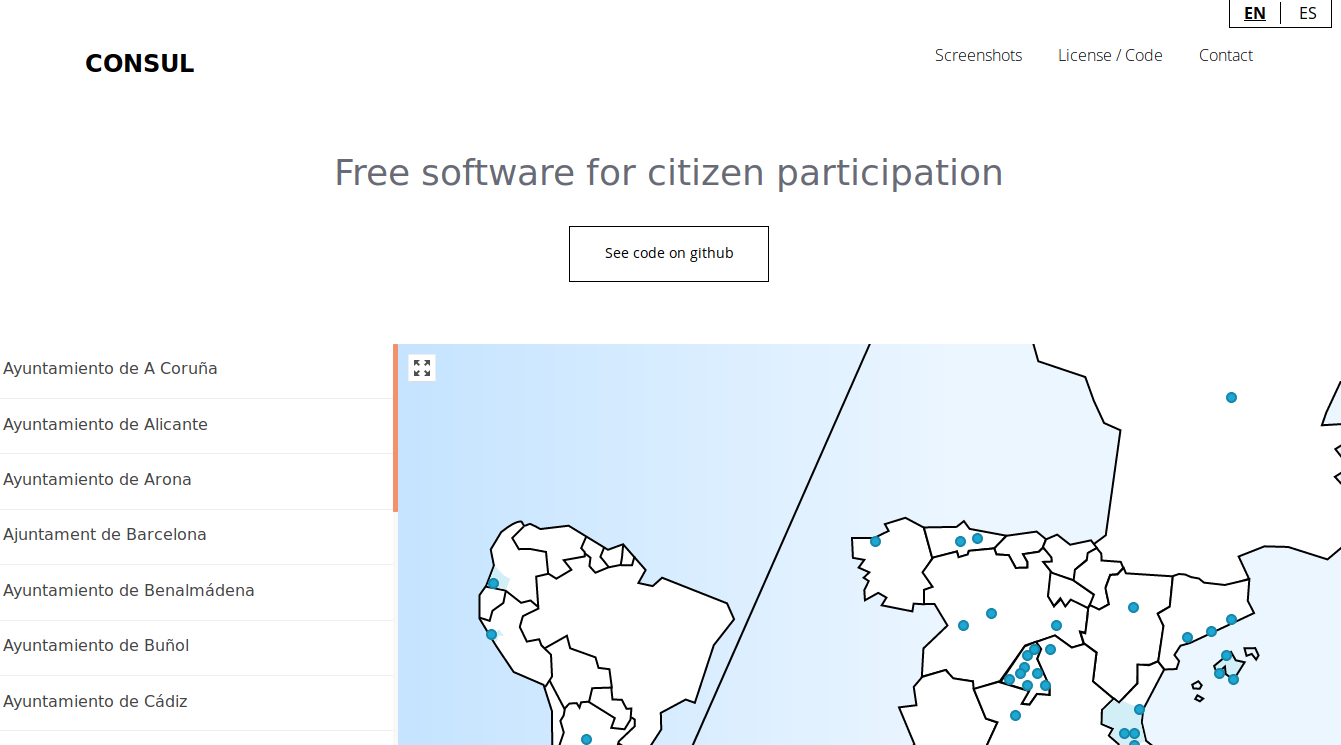 EN
ES
CONSUL
Screenshots
License / Code
Contact
Free software for citizen participation
See code on github
Ayuntamiento de A Coruña
Ayuntamiento de Alicante
Ayuntamiento de Arona
Ajuntament de Barcelona
Ayuntamiento de Benalmádena
Ayuntamiento de Buñol
Ayuntamiento de Cádiz